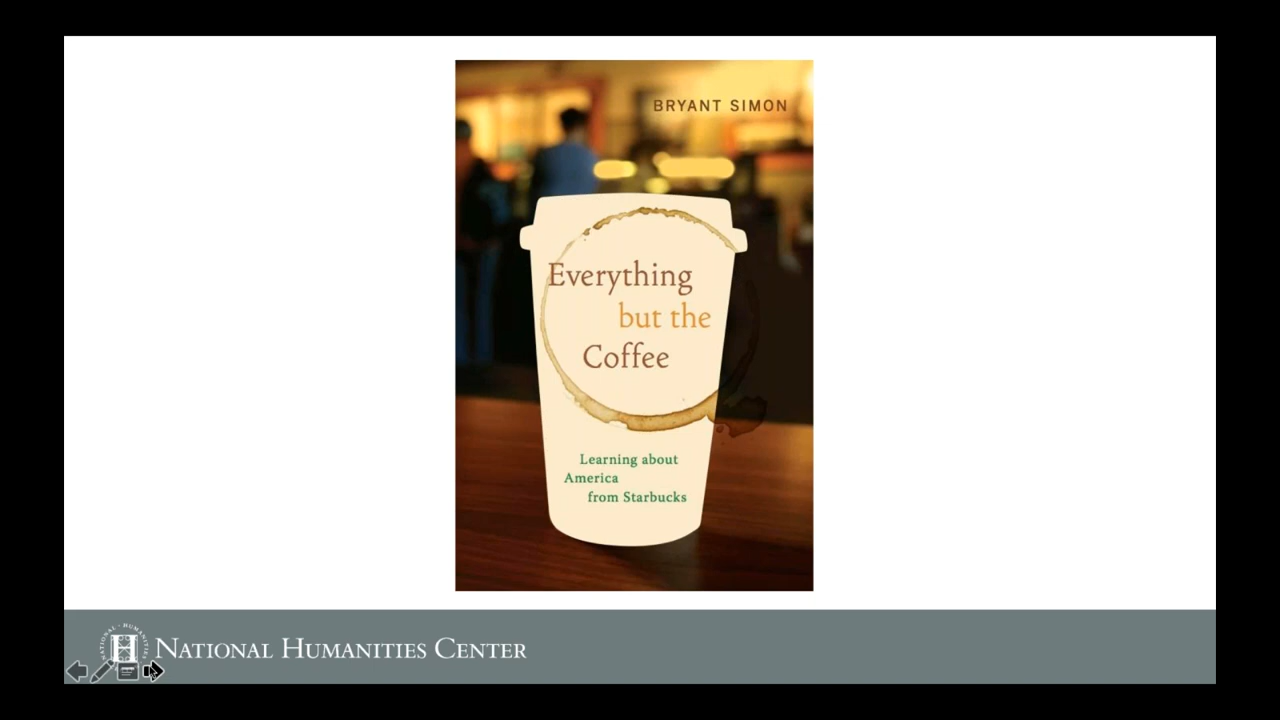 BRYANT SIMON
Everything
but the
Coffee
Learning about
America
from Starbucks
NATIONAL HUMANITIES CENTER